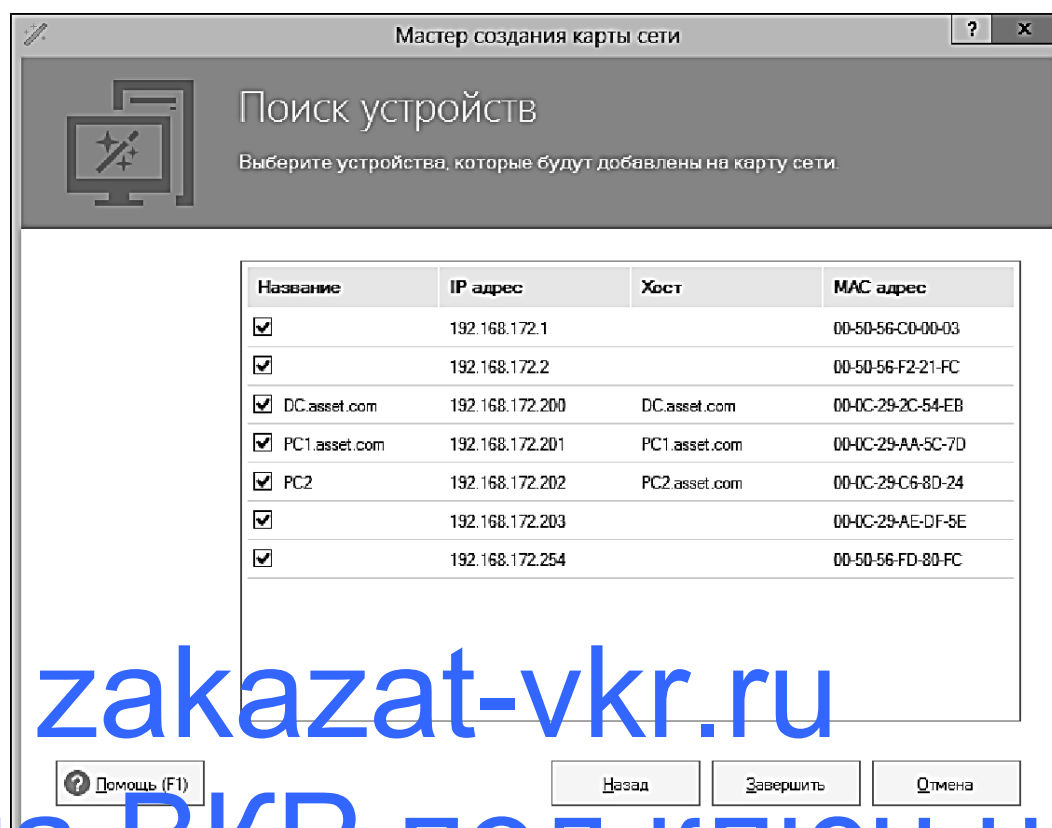 Мастер создания карты сети
? x
Поиск устройств
Выберите устройства, которые будут добавлены на карту сети.
Название IP адрес Хост MAC адрес
192.168.172.1 00-50-56-C0-00-03
192.168.172.2 00-50-56-F2-21-FC
DC.asset.com 192.168.172.200 DC.asset.com 00-0C-29-2C-54-EB
PC1.asset.com 192.168.172.201 PC1.asset.com 00-0C-29-AA-5C-7D
PC2 192.168.172.202 PC2.asset.com 00-0C-29-C6-8D-24
192.168.172.203 00-0C-29-AE-DF-5E
192.168.172.254 00-50-56-FD-80-FC
zakazat-vkr.ru
? Помощь (F1) Назад Завершить Отмена
ВКР под ключ